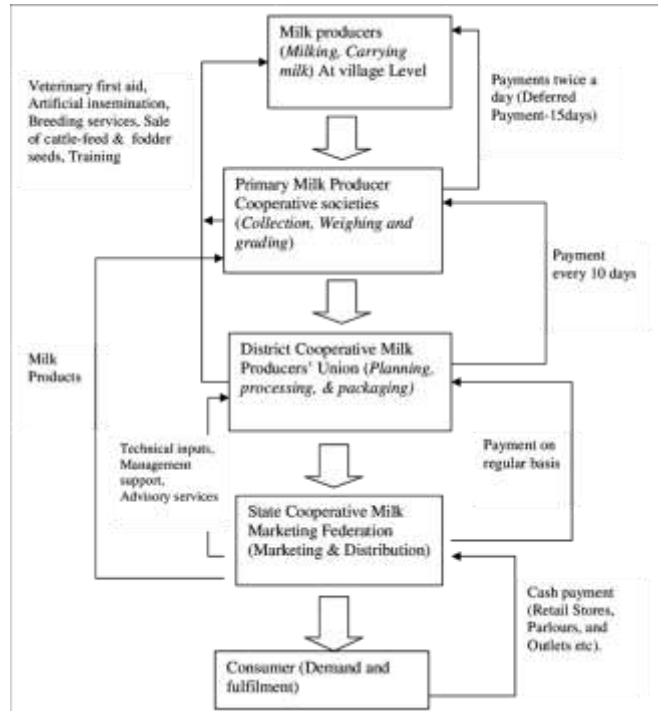 Milk producers
(Milking, Carrying
milk) At village Level
Veterinary first aid,
Artificial insemination,
Breeding services, Sale
of cattle-feed & fodder
seeds, Training
Payments twice a
day (Deferred
Payment-15days)
Primary Milk Producer
Cooperative societies
(Collection, Weighing and
grading)
Payment
every 10 days
Milk
Products
District Cooperative Milk
Producers' Union (Planning,
processing, & packaging)
Technical inputs,
Management
support,
Advisory services
Payment on
regular basis
State Cooperative Milk
Marketing Federation
(Marketing & Distribution)
Cash payment
(Retail Stores,
Parlours, and
Outlets etc).
Consumer (Demand and
fulfilment)